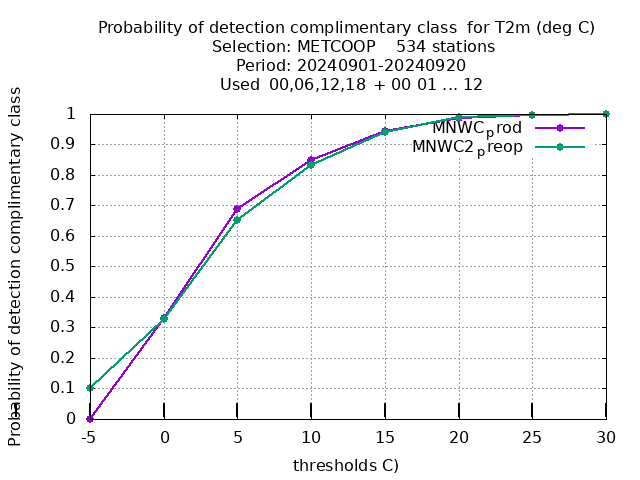 Probability of detection complimentary class for T2m (deg C)
Selection: METCOOP 534 stations
Period: 20240901-20240920
Used 00,06,12,18 + 00 01 ... 12
Probability of detection complimentary class
1
0.9
0.8
0.7
0.6
0.5
0.4
0.3
0.2
0.1
0
MNWCprod
MNWC2preop
-5 0 5 10 15 20 25 30
thresholds C)